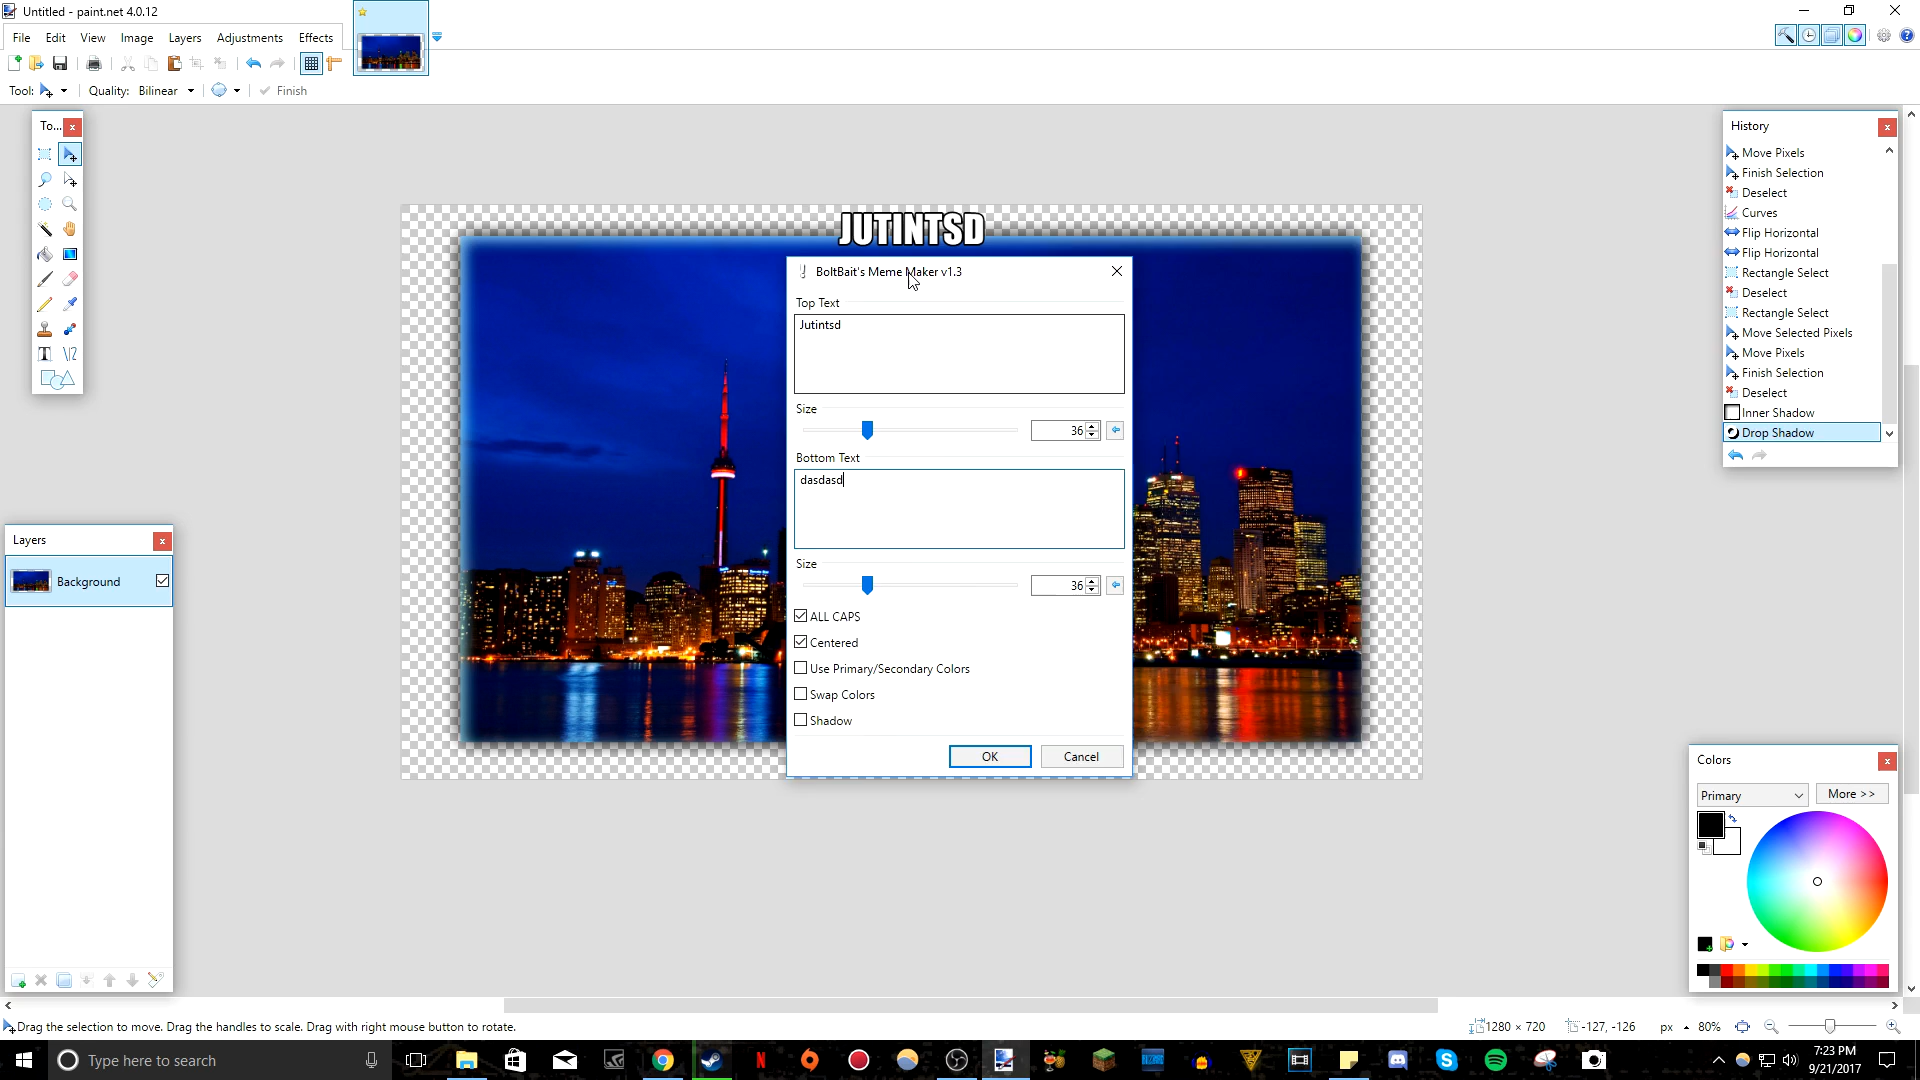 Untitled - paint.net 4.0.12
File Edit View Image Layers Adjustments Effects
Tool: Quality: Bilinear Finish
To...
History
Move Pixels
Finish Selection
Deselect
Curves
Flip Horizontal
Flip Horizontal
Rectangle Select
Deselect
Rectangle Select
Move Selected Pixels
Move Pixels
Finish Selection
Deselect
Inner Shadow
Drop Shadow
JUTINTSD
BoltBait's Meme Maker v1.3
Top Text
Jutintsd
Size
36
Bottom Text
dasdasd
Size
36
ALL CAPS
Centered
Use Primary/Secondary Colors
Swap Colors
Shadow
OK Cancel
Layers
Background
Colors
Primary More >>
Drag the selection to move. Drag the handles to scale. Drag with right mouse button to rotate.
1280 × 720 -127, -126 px 80%
Type here to search
7:23 PM
9/21/2017